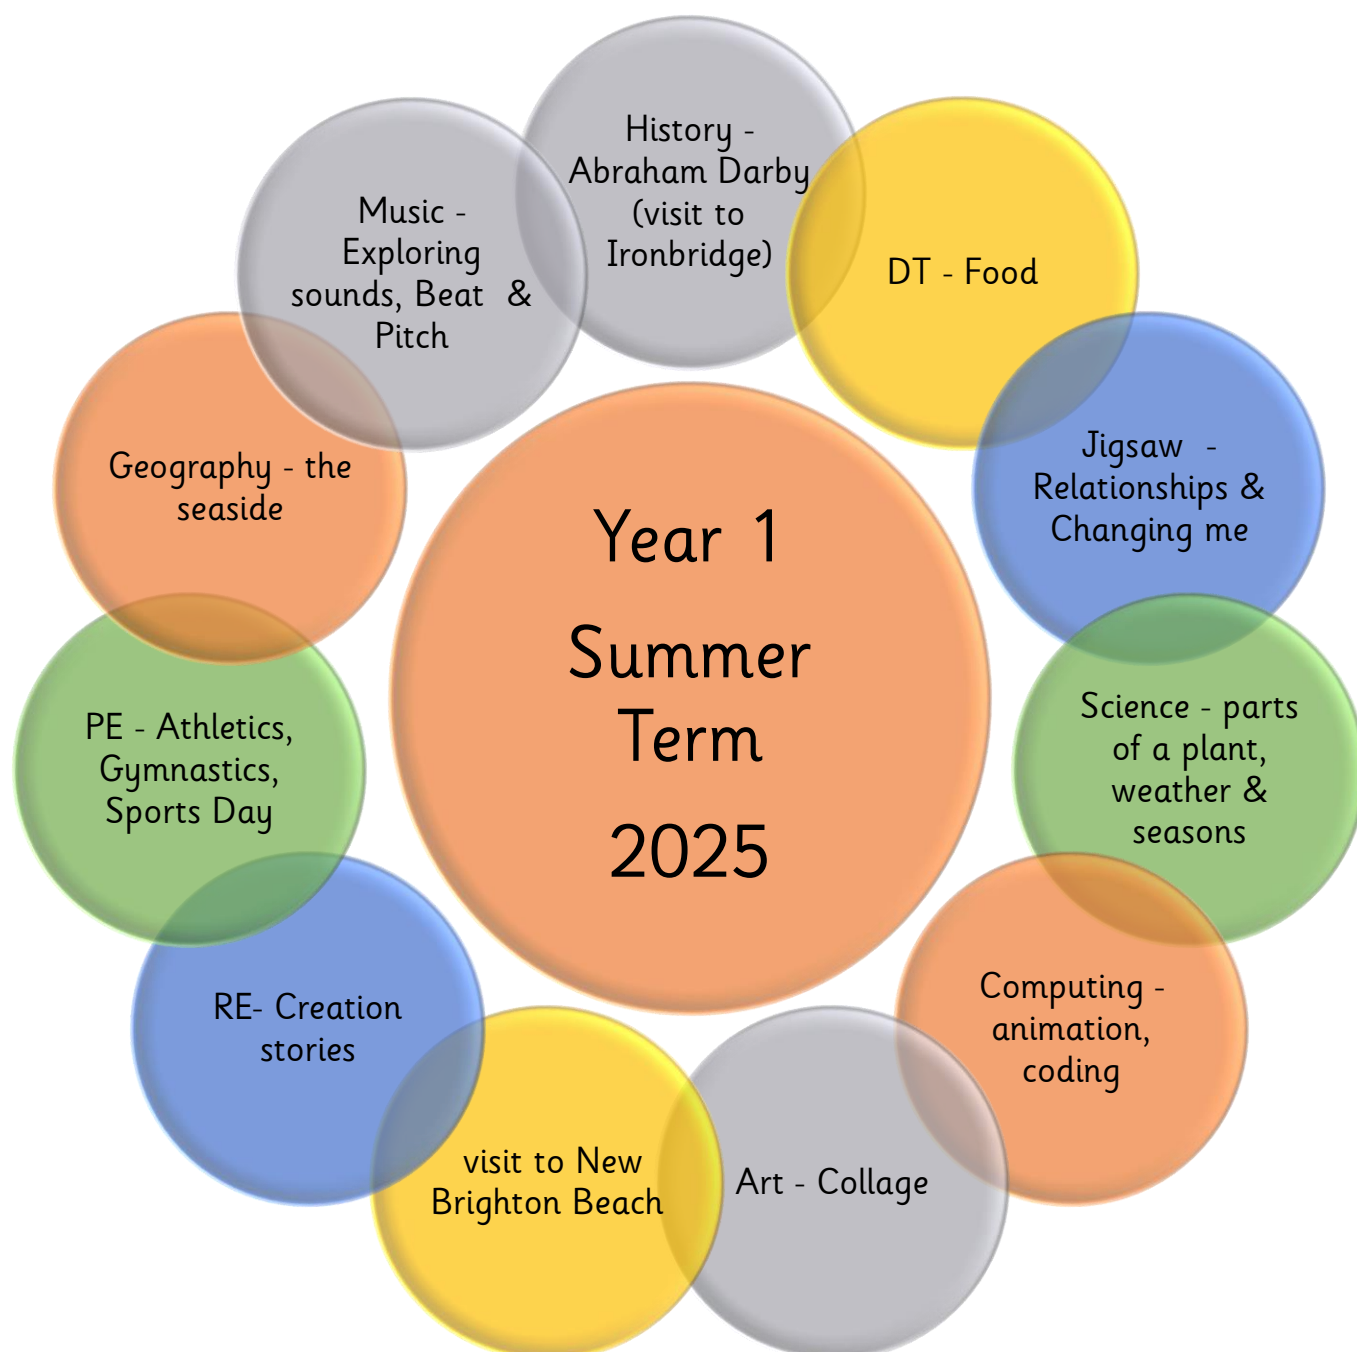 History -
Abraham Darby
(visit to
Ironbridge)
DT - Food
Jigsaw  -
Relationships &
Changing me
Science - parts
of a plant,
weather &
seasons
Computing -
animation,
coding
Art - Collage
visit to New
Brighton Beach
RE- Creation
stories
PE - Athletics,
Gymnastics,
Sports Day
Geography - the
seaside
Music -
Exploring
sounds, Beat  &
Pitch
Year 1
Summer
Term
2025